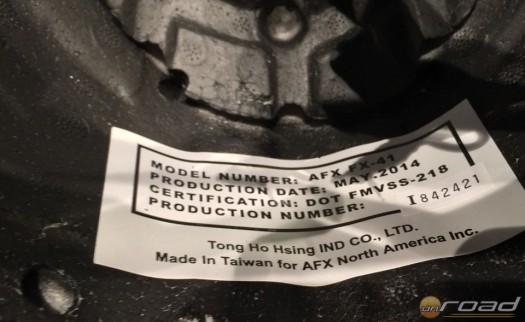 MODEL NUMBER: AFX FX-41
PRODUCTION DATE: MAY.2014
CERTIFICATION: DOT FMVSS-218
PRODUCTION NUMBER: I842421
Tong Ho Hsing IND CO., LTD.
Made In Taiwan for AFX North America Inc.
onroad